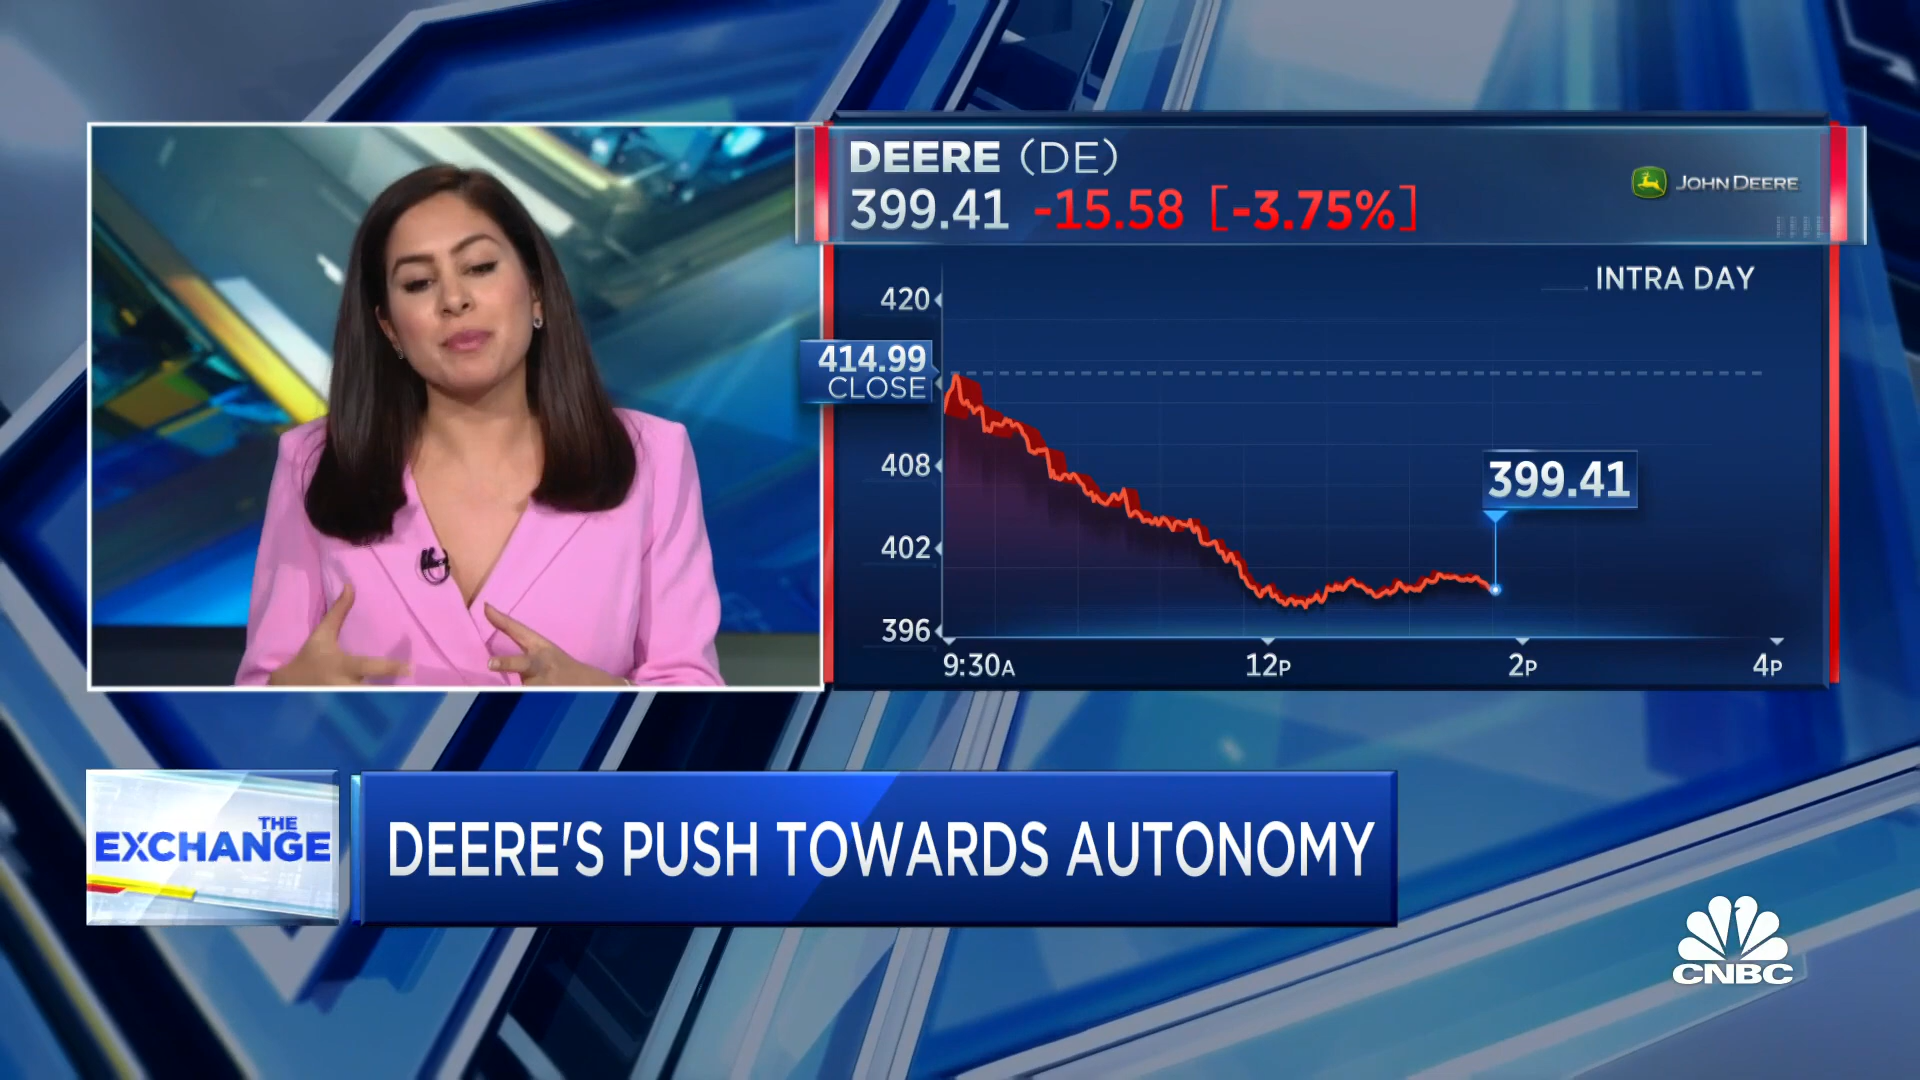 DEERE (DE)
399.41 -15.58 [-3.75%]
JOHN DEERE
INTRA DAY
420
414.99
CLOSE
408
399.41
402
396
9:30A 12P 2P 4P
THE
EXCHANGE
DEERE'S PUSH TOWARDS AUTONOMY
CNBC